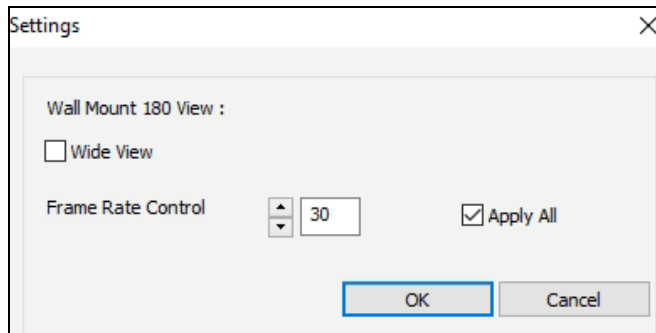 Settings
Wall Mount 180 View :
Wide View
Frame Rate Control 30 Apply All
OK Cancel